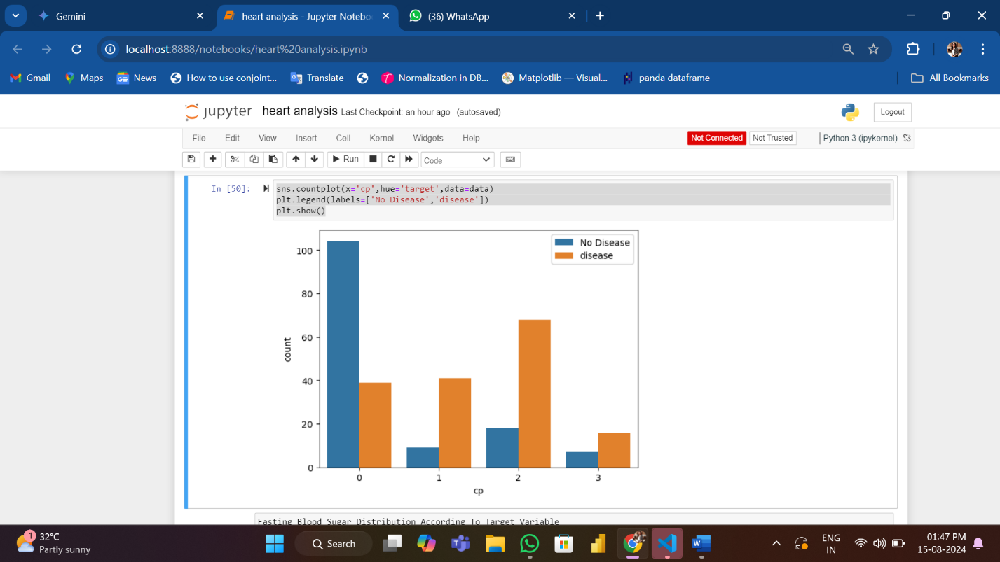 Gemini
heart analysis - Jupyter Notebo
(36) WhatsApp
localhost:8888/notebooks/heart%20analysis.ipynb
Gmail
Maps
News
How to use conjoint...
Translate
Normalization in DB...
Matplotlib — Visual...
panda dataframe
All Bookmarks
jupyter heart analysis Last Checkpoint: an hour ago (autosaved)
Logout
File Edit View Insert Cell Kernel Widgets Help
Not Connected
Not Trusted
Python 3 (ipykernel)
Run
Code
In [50]:
sns.countplot(x='cp',hue='target',data=data)
plt.legend(labels=['No Disease','disease'])
plt.show()
No Disease
disease
100
80
60
40
20
0
count
0 1 2 3
cp
Fasting Blood Sugar Distribution According To Target Variable
1
32°C
Partly sunny
Search
ENG
IN
01:47 PM
15-08-2024